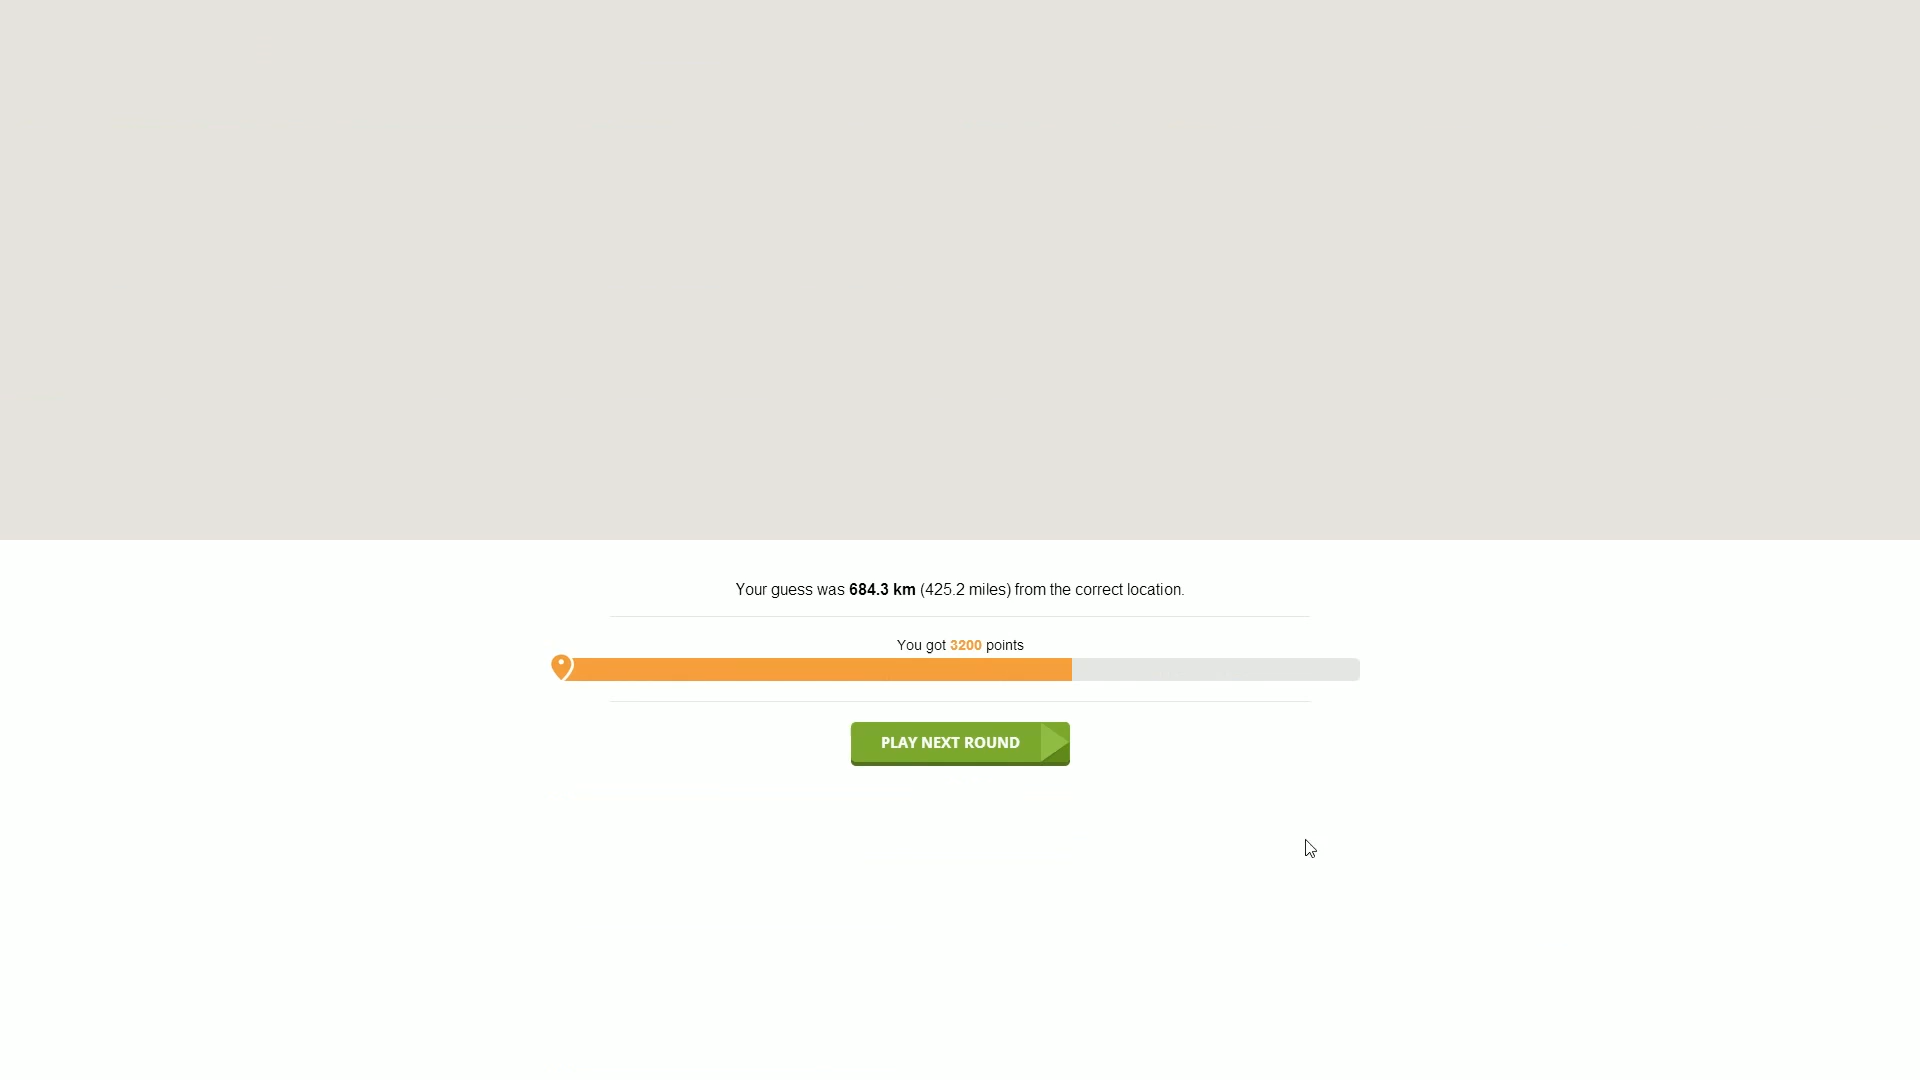 Your guess was 684.3 km (425.2 miles) from the correct location.
You got 3200 points
PLAY NEXT ROUND